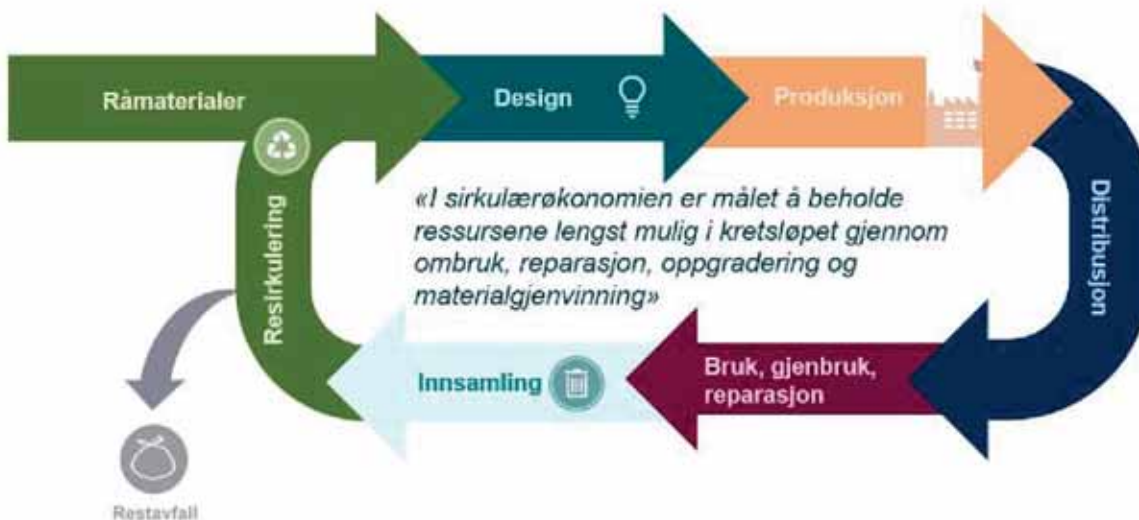 Råmaterialer
Design
Produksjon
Distribusjon
«I sirkulærøkonomien er målet å beholde
ressursene lengst mulig i kretsløpet gjennom
ombruk, reparasjon, oppgradering og
materialgjenvinning»
Bruk, gjenbruk,
reparasjon
Innsamling
Resirkulering
Restavfall